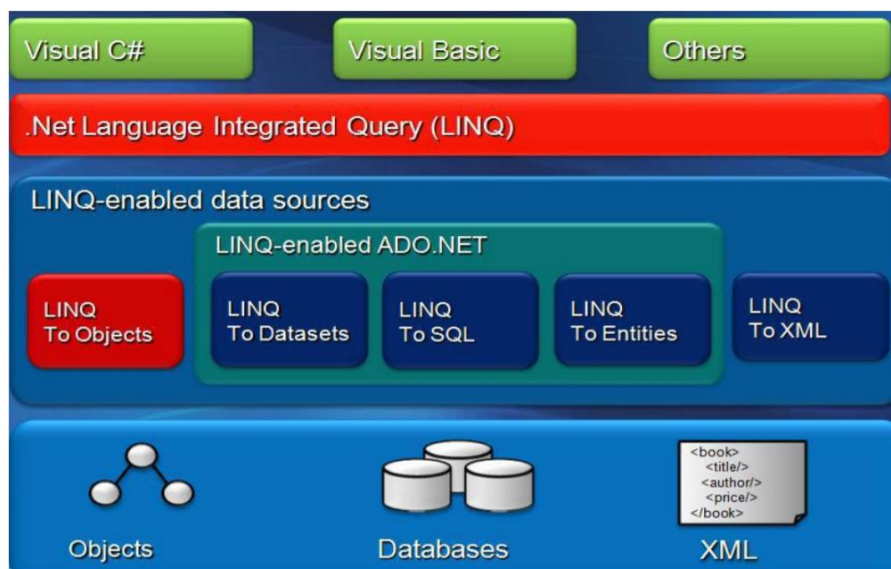 Visual C#
Visual Basic
Others
.Net Language Integrated Query (LINQ)
LINQ-enabled data sources
LINQ-enabled ADO.NET
LINQ
To Objects
LINQ
To Datasets
LINQ
To SQL
LINQ
To Entities
LINQ
To XML
<book>
<title/>
<author/>
<price/>
</book>
Objects
Databases
XML